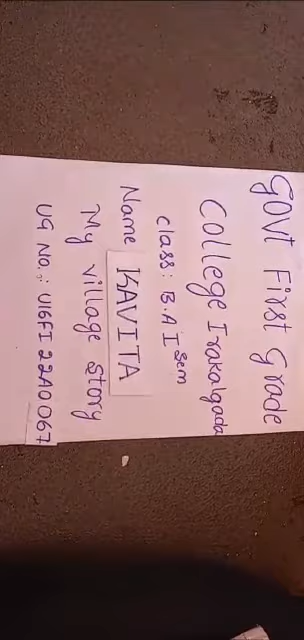 GOVt First Grade
College Irakalgada
class: B.A I Sem
Name KAVITA
My village story
UG No.: U16FI22A0067